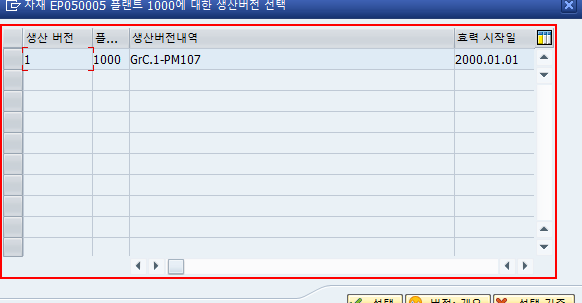 자재 EP050005 플랜트 1000에 대한 생산버전 선택
생산 버전 플... 생산버전내역 효력 시작일
1 1000 GrC.1-PM107 2000.01.01
선택 버전: 개요 선택 기준